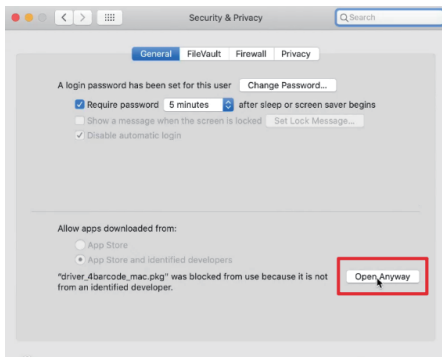 Security & Privacy
Search
General FileVault Firewall Privacy
A login password has been set for this user Change Password...
Require password 5 minutes after sleep or screen saver begins
Show a message when the screen is locked Set Lock Message...
Disable automatic login
Allow apps downloaded from:
App Store
App Store and identified developers
"driver_4barcode_mac.pkg" was blocked from use because it is not
from an identified developer.
Open Anyway